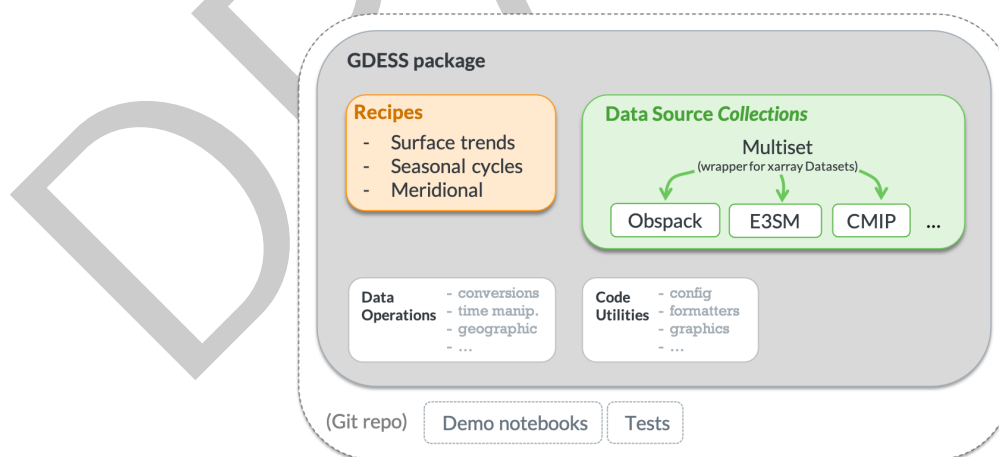 GDESS package
Recipes
- Surface trends
- Seasonal cycles
- Meridional
Data Source Collections
Multiset
(wrapper for xarray Datasets)
Obspack
E3SM
CMIP
...
Data
Operations
- conversions
- time manip.
- geographic
- ...
Code
Utilities
- config
- formatters
- graphics
- ...
(Git repo)
Demo notebooks
Tests